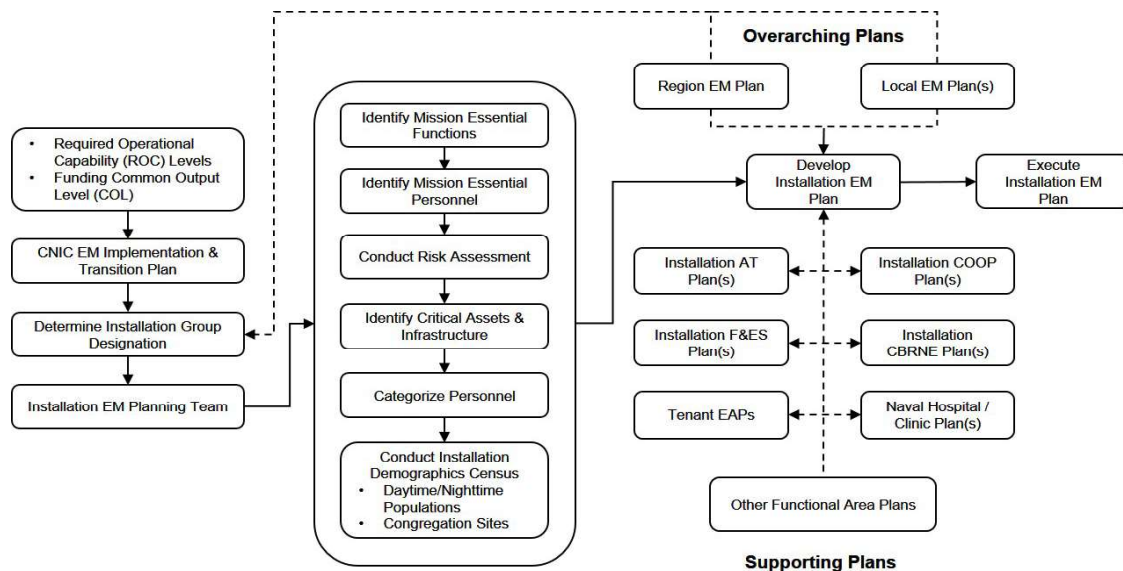 Overarching Plans
Region EM Plan
Local EM Plan(s)
• Required Operational
Capability (ROC) Levels
• Funding Common Output
Level (COL)
CNIC EM Implementation &
Transition Plan
Determine Installation Group
Designation
Installation EM Planning Team
Identify Mission Essential
Functions
Identify Mission Essential
Personnel
Conduct Risk Assessment
Identify Critical Assets &
Infrastructure
Categorize Personnel
Conduct Installation
Demographics Census
• Daytime/Nighttime
Populations
• Congregation Sites
Develop
Installation EM
Plan
Execute
Installation EM
Plan
Installation AT
Plan(s)
Installation COOP
Plan(s)
Installation F&ES
Plan(s)
Installation
CBRNE Plan(s)
Tenant EAPs
Naval Hospital /
Clinic Plan(s)
Other Functional Area Plans
Supporting Plans